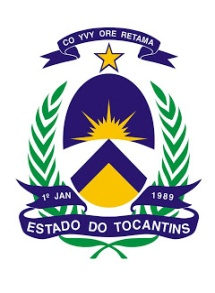 CO YVY ORE RETAMA
1º JAN 1989
ESTADO DO TOCANTINS